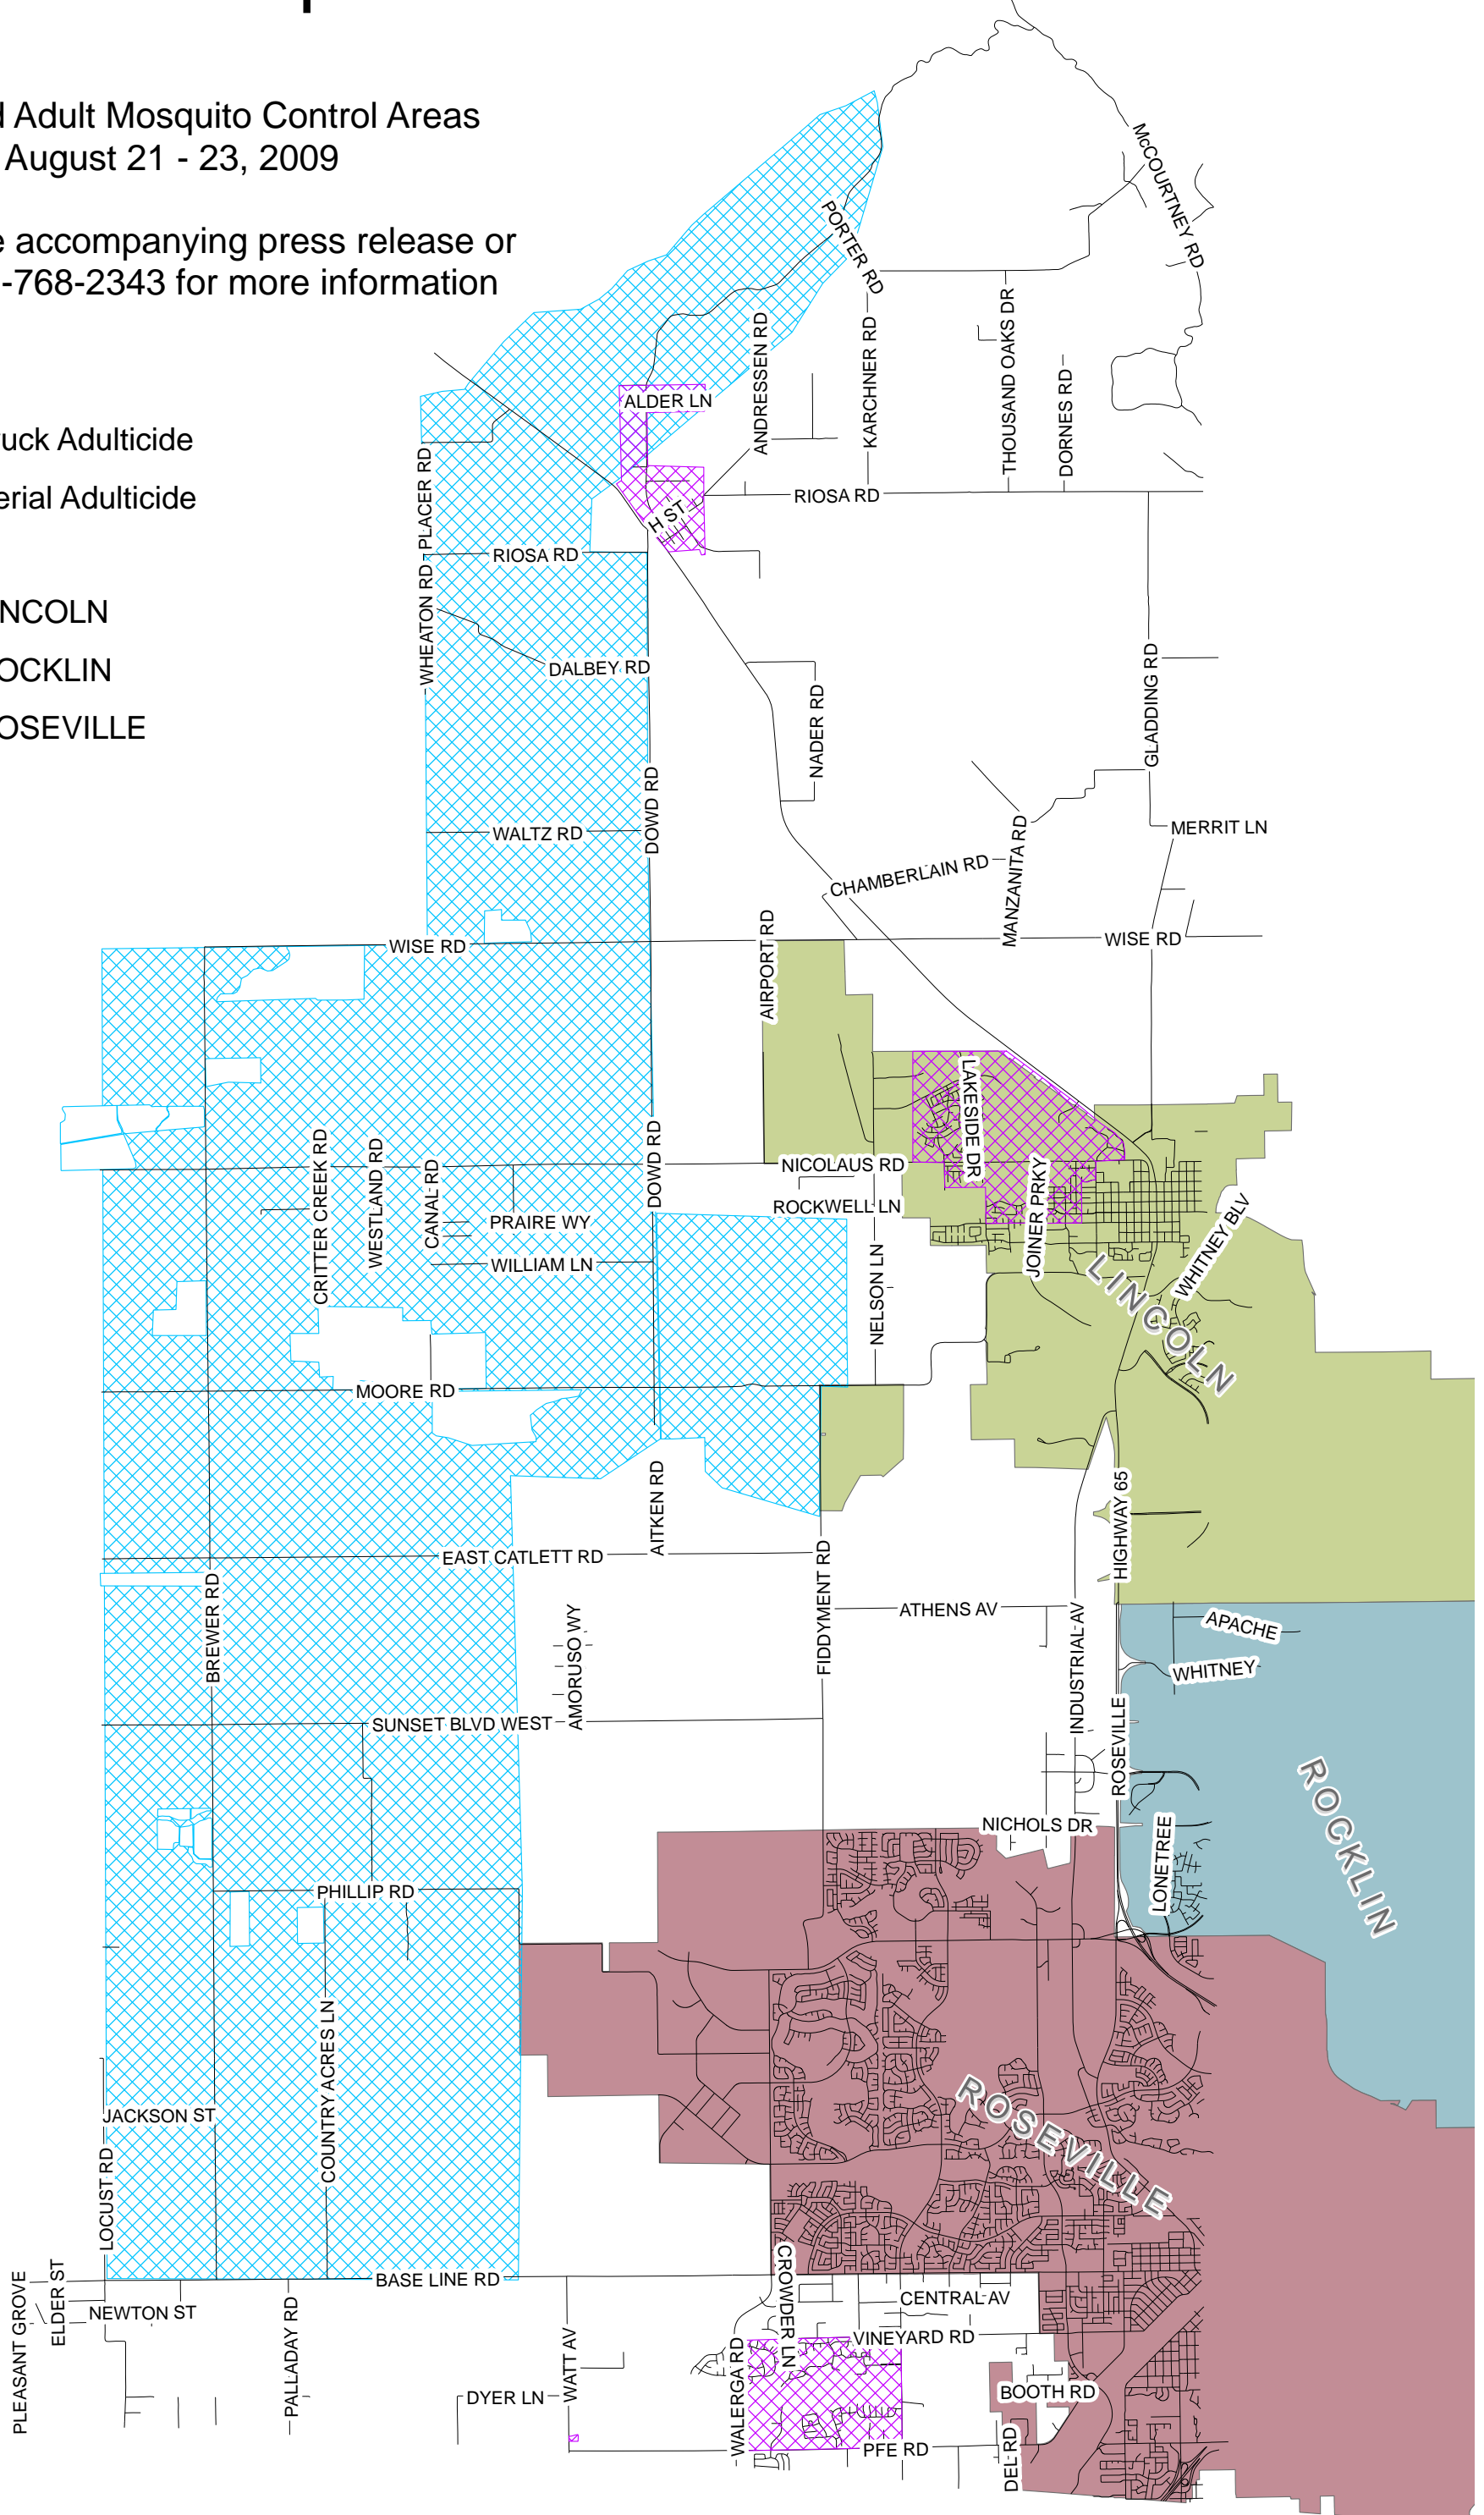 Adult Mosquito Control Areas
August 21 - 23, 2009
accompanying press release or
-768-2343 for more information
uck Adulticide
erial Adulticide
NCOLN
OCKLIN
OSEVILLE
McCOURTNEY RD
PORTER RD
ANDRESSEN RD
KARCHNER RD
THOUSAND OAKS DR
DORNES RD
ALDER LN
PLACER RD
RIOSA RD
H ST
RIOSA RD
WHEATON RD
DALBEY RD
NADER RD
GLADDING RD
DOWD RD
WALTZ RD
MERRIT LN
MANZANITA RD
CHAMBERLAIN RD
AIRPORT RD
WISE RD
WISE RD
LAKESIDE DR
CRITTER CREEK RD
WESTLAND RD
CANAL RD
DOWD RD
NICOLAUS RD
JOINER PRKY
ROCKWELL LN
PRAIRE WY
WHITNEY BLV
WILLIAM LN
NELSON LN
LINCOLN
MOORE RD
AITKEN RD
HIGHWAY 65
EAST CATLETT RD
FIDDYMENT RD
BREWER RD
ATHENS AV
INDUSTRIAL AV
APACHE
AMORUSO WY
WHITNEY
SUNSET BLVD WEST
ROSEVILLE
ROCKLIN
NICHOLS DR
LONETREE
PHILLIP RD
COUNTRY ACRES LN
ROSEVILLE
JACKSON ST
LOCUST RD
BASE LINE RD
CROWDER LN
CENTRAL AV
PLEASANT GROVE
ELDER ST
NEWTON ST
PALLADAY RD
WATT AV
VINEYARD RD
WALERGA RD
DYER LN
BOOTH RD
PFE RD
DEL RD